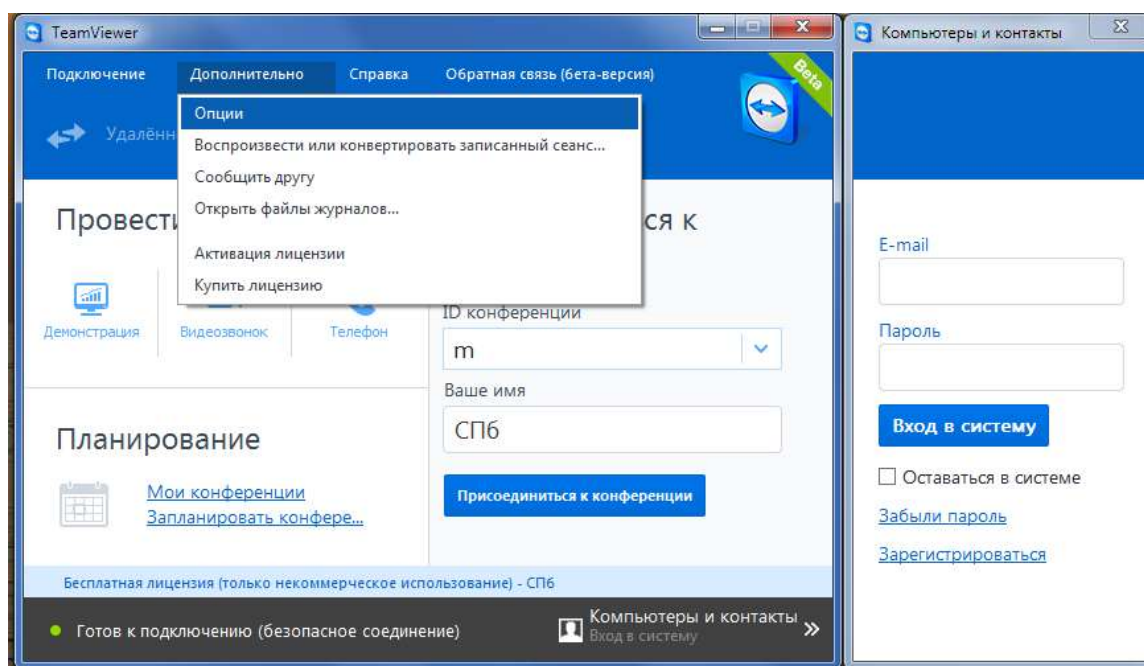 TeamViewer
Подключение Дополнительно Справка Обратная связь (бета-версия)
Beta
Опции
Воспроизвести или конвертировать записанный сеанс...
Сообщить другу
Открыть файлы журналов...
Активация лицензии
Купить лицензию
Демонстрация Видеозвонок Телефон
ся к
ID конференции
m
Ваше имя
СПб
Присоединиться к конференции
Планирование
Мои конференции
Запланировать конфере...
Бесплатная лицензия (только некоммерческое использование) - СПб
Готов к подключению (безопасное соединение)
Компьютеры и контакты
Вход в систему
Компьютеры и контакты
E-mail
Пароль
Вход в систему
Оставаться в системе
Забыли пароль
Зарегистрироваться